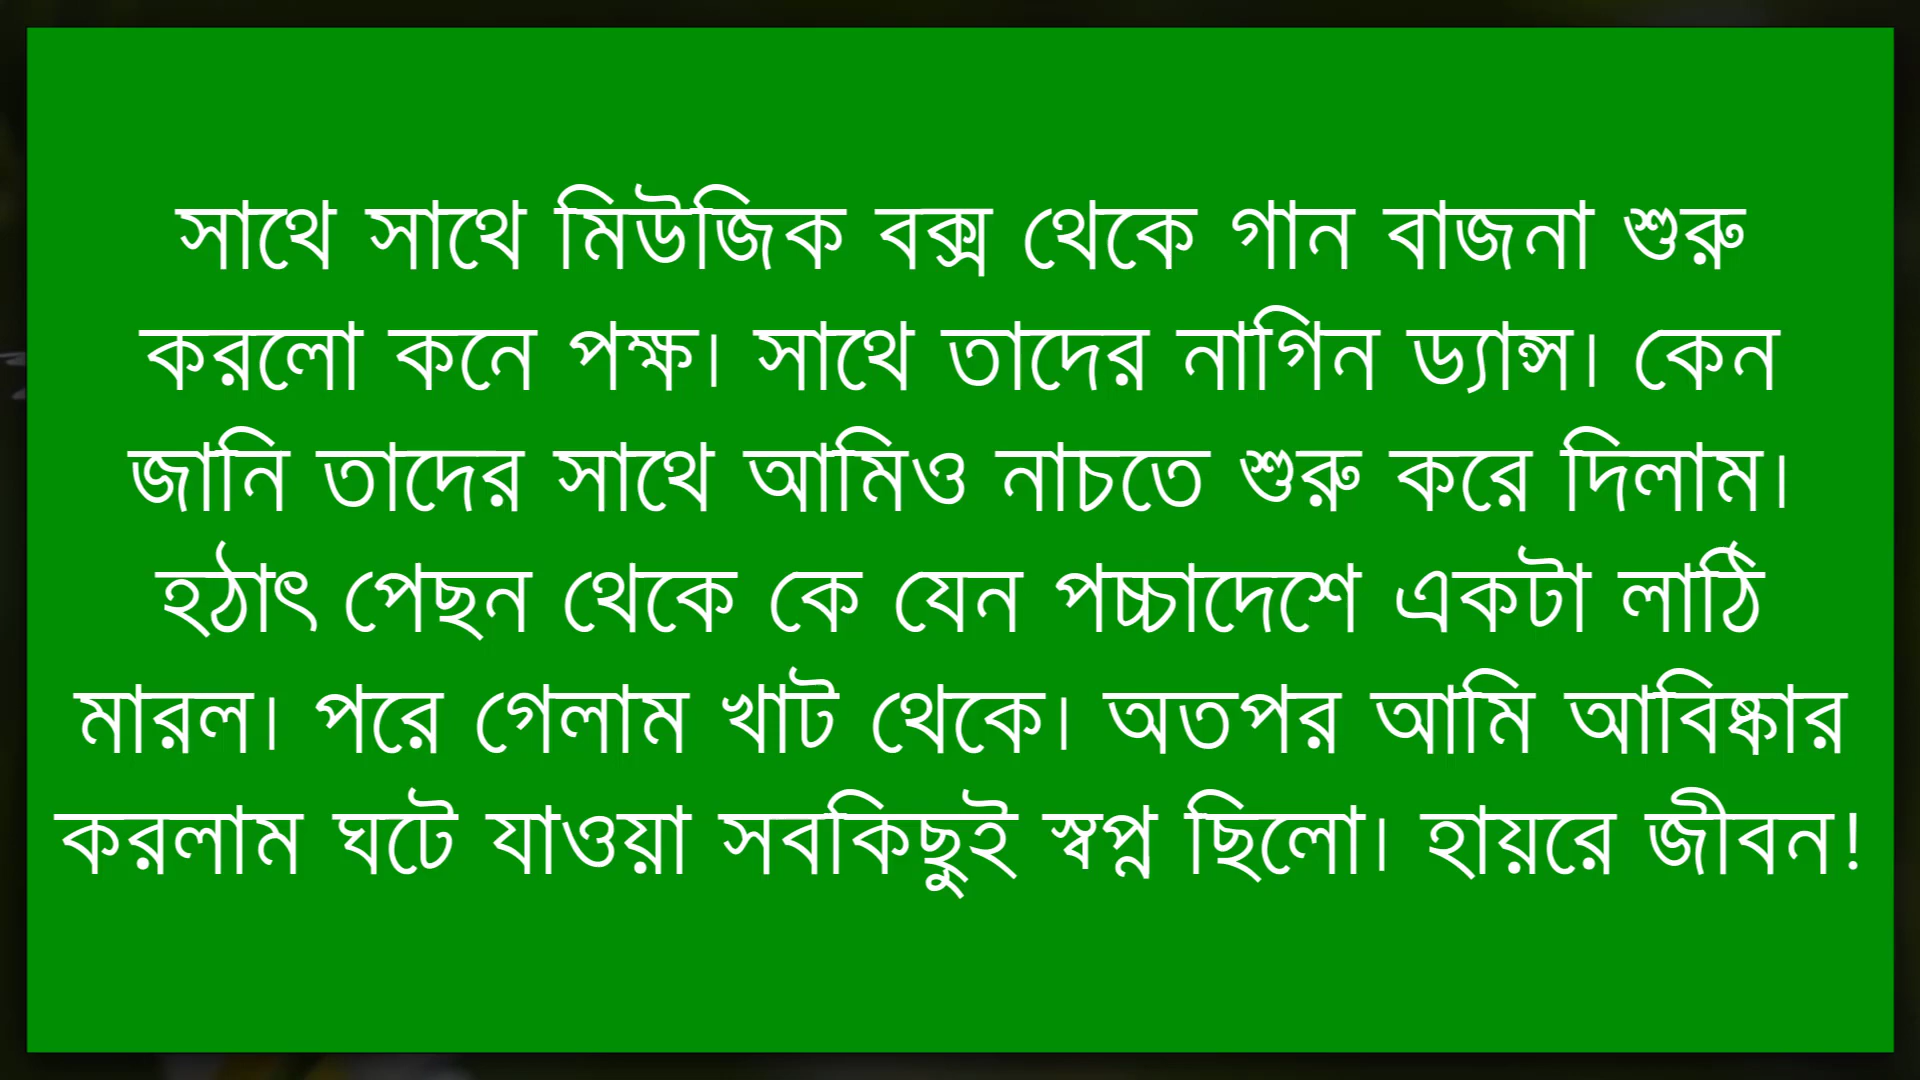 সাথে সাথে মিউজিক বক্স থেকে গান বাজনা শুরু
করলো কনে পক্ষ। সাথে তাদের নাগিন ড্যান্স। কেন
জানি তাদের সাথে আমিও নাচতে শুরু করে দিলাম।
হঠাৎ পেছন থেকে কে যেন পচ্চাদেশে একটা লাঠি
মারল। পরে গেলাম খাট থেকে। অতপর আমি আবিষ্কার
করলাম ঘটে যাওয়া সবকিছুই স্বপ্ন ছিলো। হায়রে জীবন!